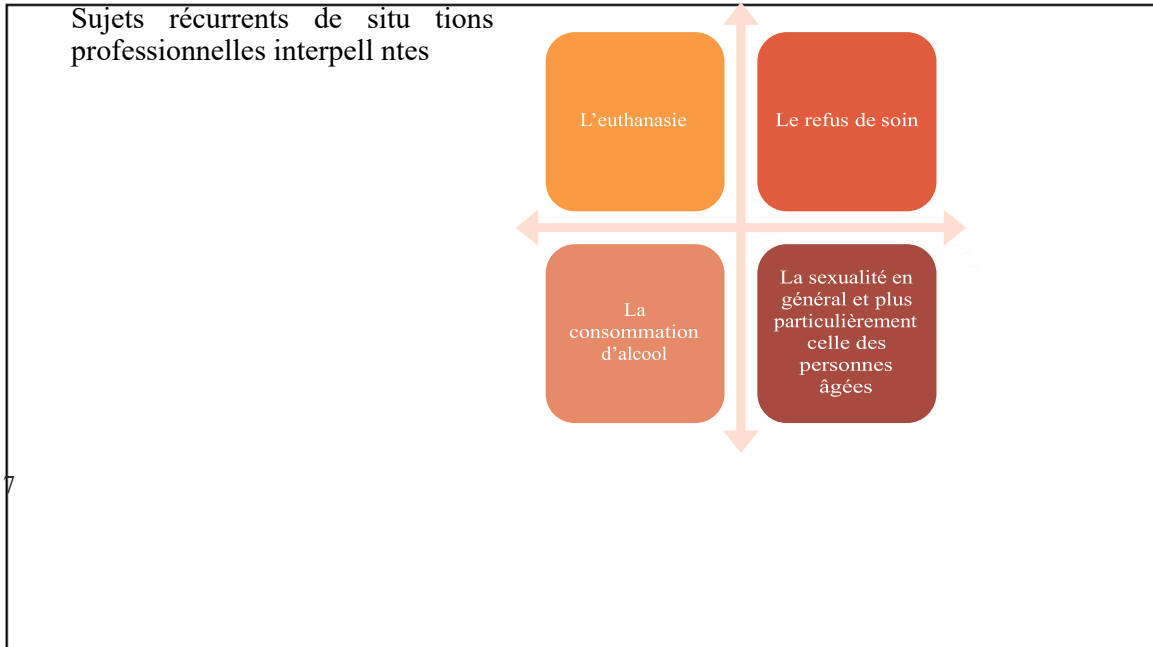 Sujets récurrents de situ tions
professionnelles interpell ntes
L'euthanasie
Le refus de soin
La
consommation
d'alcool
La sexualité en
général et plus
particulièrement
celle des
personnes
âgées
7